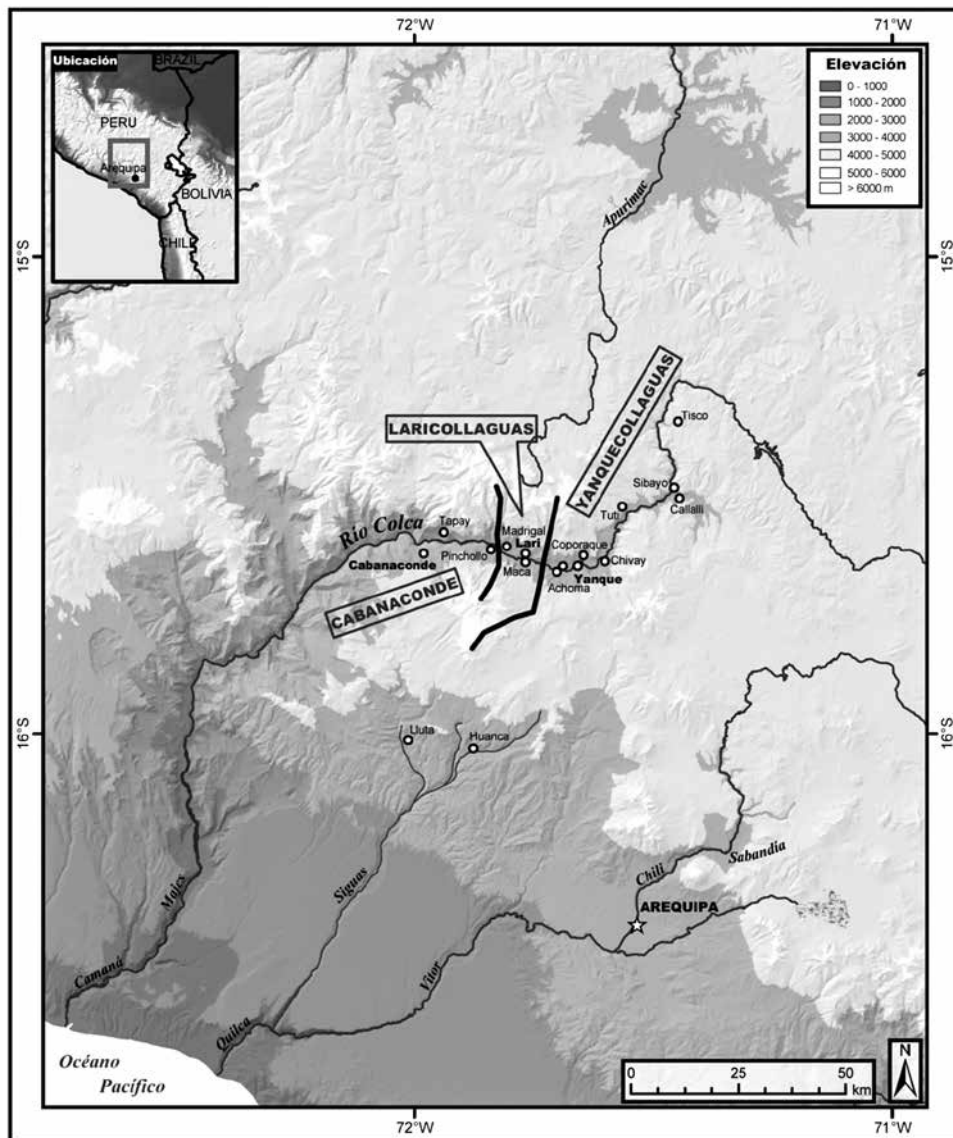 72°W
71°W
Ubicación
BRAZIL
PERU
Arequipa
BOLIVIA
CHILE
Elevación
0 - 1000
1000 - 2000
2000 - 3000
3000 - 4000
4000 - 5000
5000 - 6000
> 6000 m
Apurimac
15°S
15°S
YANQUECOLLAGUAS
LARICOLLAGUAS
Tisco
Sibayo
Callalli
Tuti
Río Colca
Tapay
Madrigal
Lari
Pinchollo
Coporaque
Chivay
Cabanaconde
Maca
Yanque
Achoma
CABANACONDE
16°S
16°S
Lluta
Huanca
Sabandia
Chili
Majes
Siguas
AREQUIPA
Vitor
Camaná
Quilca
Océano
Pacífico
N
0 25 50
km
72°W
71°W